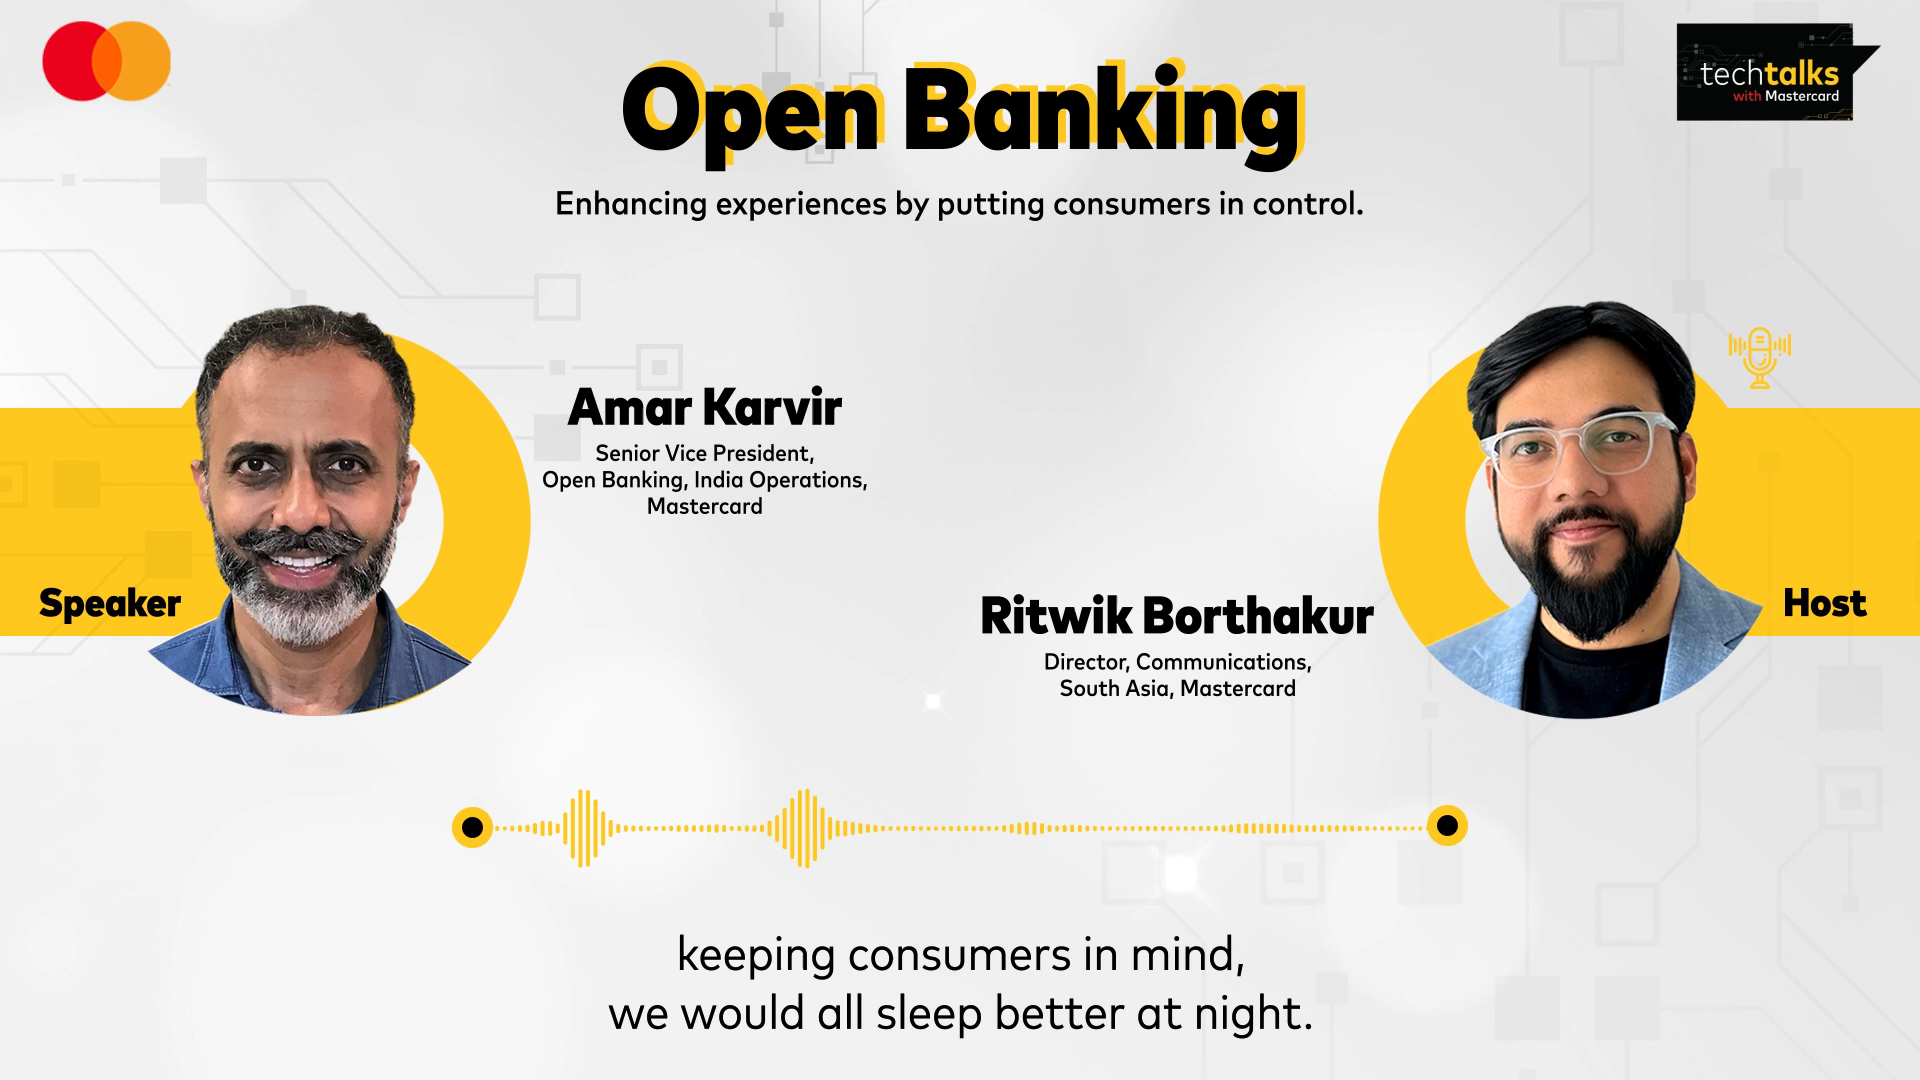 Open Banking
techtalks
with Mastercard
Enhancing experiences by putting consumers in control.
Amar Karvir
Senior Vice President,
Open Banking, India Operations,
Mastercard
Speaker
Ritwik Borthakur
Director, Communications,
South Asia, Mastercard
Host
keeping consumers in mind,
we would all sleep better at night.